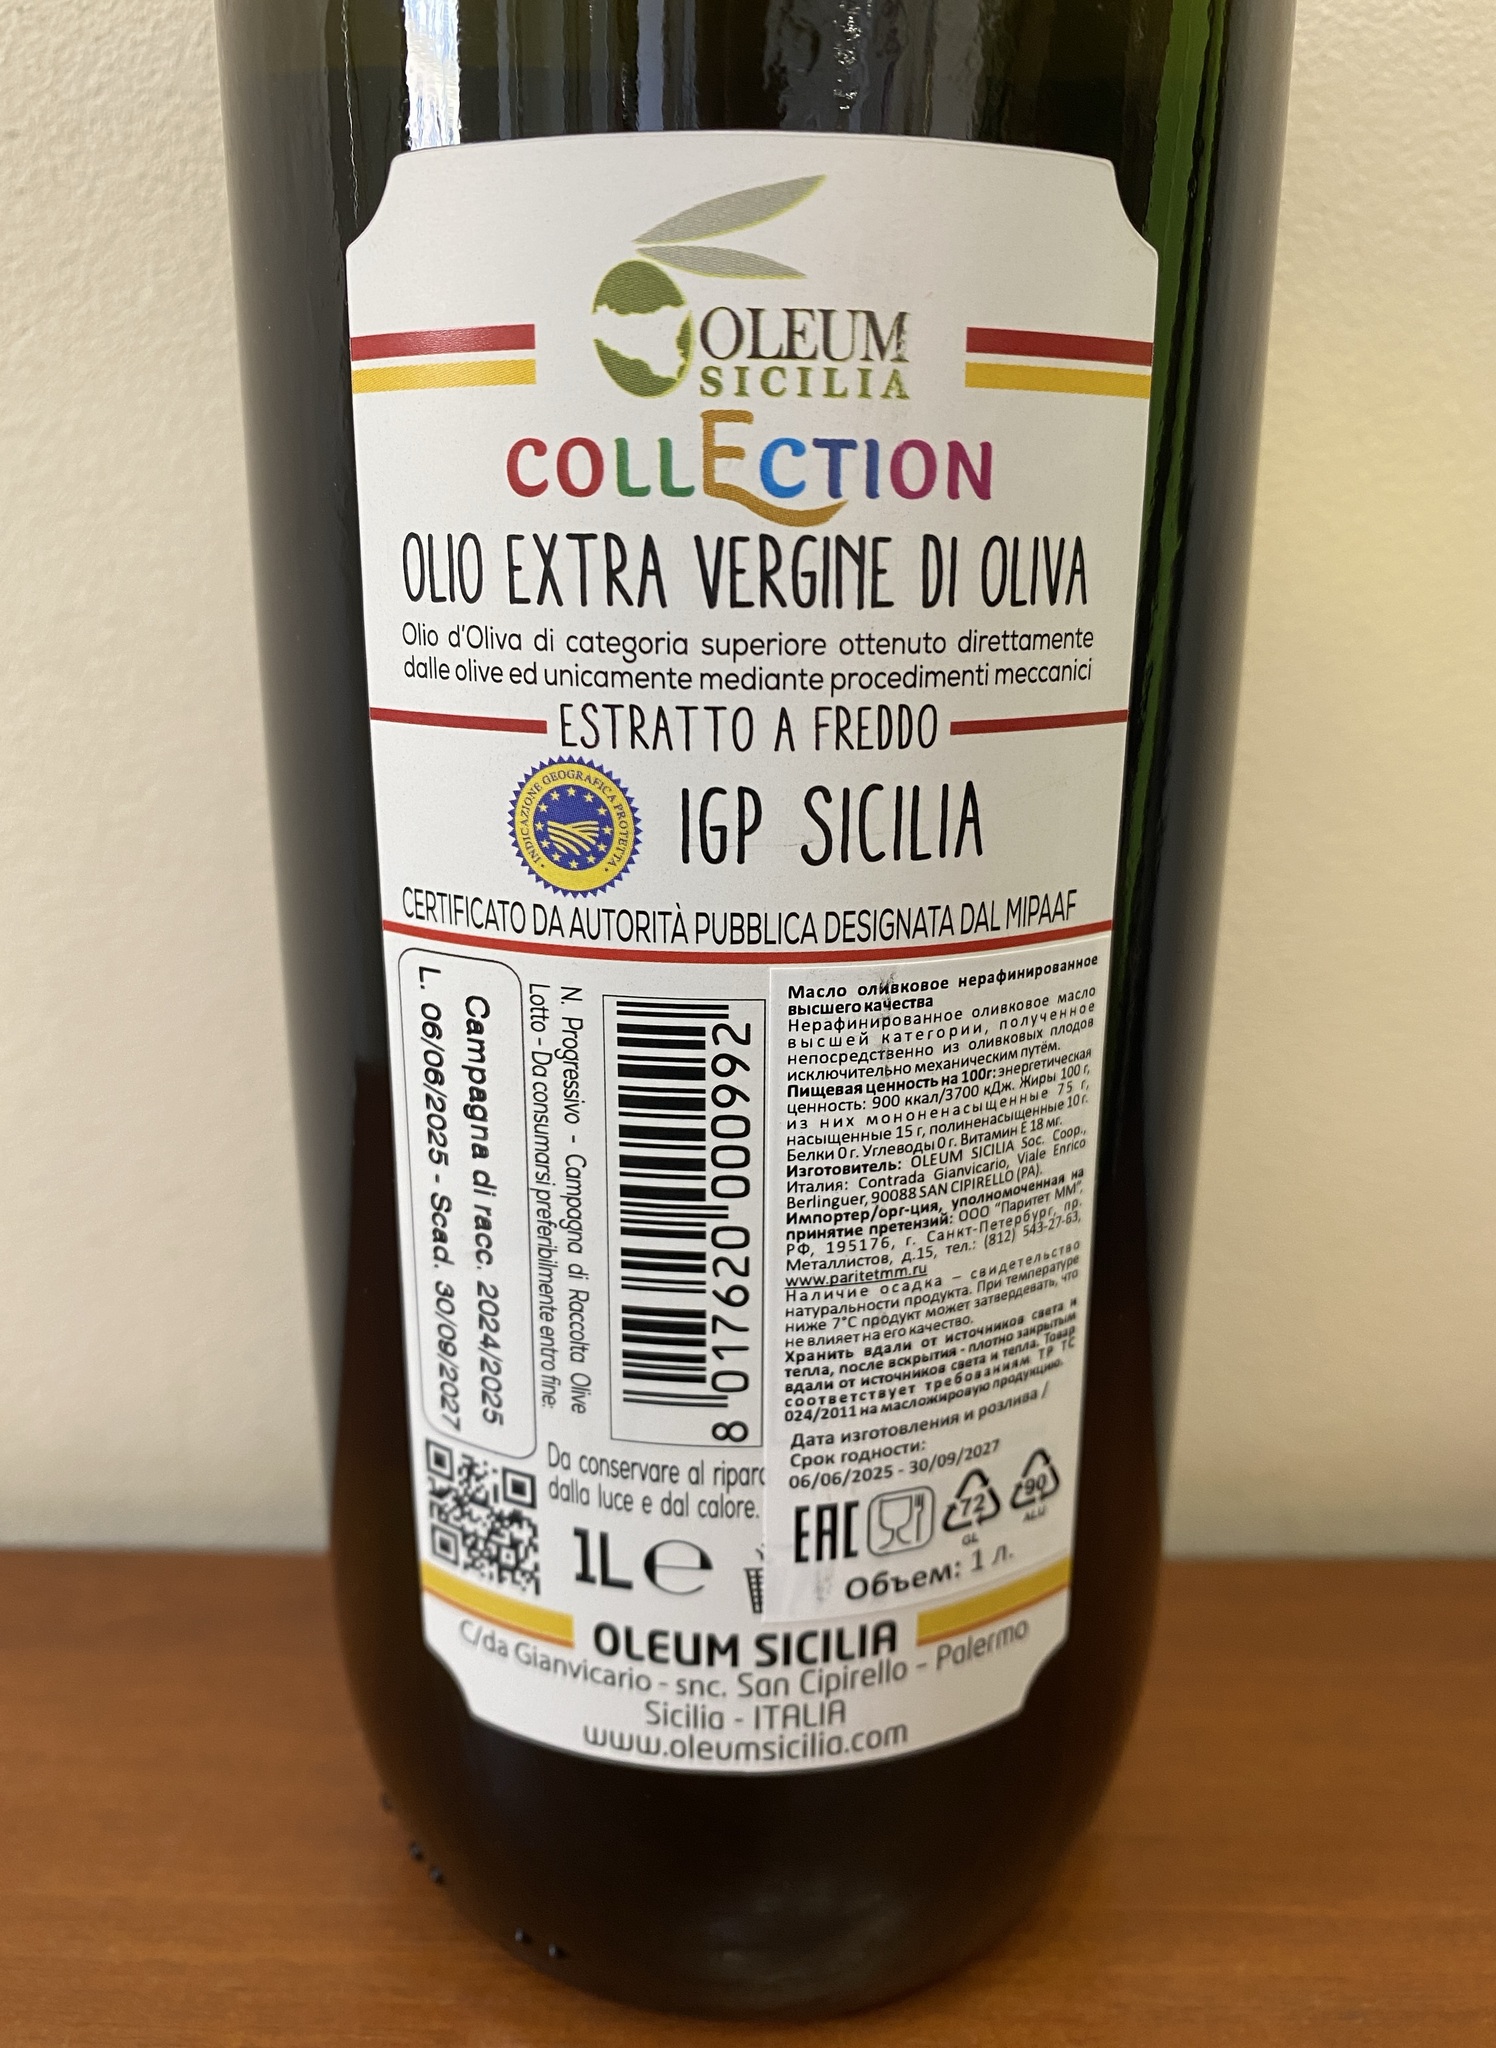 OLEUM
SICILIA
COLLECTION
OLIO EXTRA VERGINE DI OLIVA
Olio d'Oliva di categoria superiore ottenuto direttamente
dalle olive ed unicamente mediante procedimenti meccanici
ESTRATTO A FREDDO
INDICAZIONE GEOGRAFICA PROTETTA
IGP SICILIA
CERTIFICATO DA AUTORITÀ PUBBLICA DESIGNATA DAL MIPAAF
Campagna di racc. 2024/2025
L. 06/06/2025 - Scad. 30/09/2027
N. Progressivo - Campagna di Raccolta Olive
Lotto - Da consumarsi preferibilmente entro fine:
266000 029710 8
Da conservare al riparo
dalla luce e dal calore.
1L e
Масло оливковое нерафинированное
высшего качества
Нерафинированное оливковое масло
высшей категории, полученное
непосредственно из оливковых плодов
исключительно механическим путём.
Пищевая ценность на 100г: энергетическая
ценность: 900 ккал/3700 кДж. Жиры 100 г,
из них мононенасыщенные 75 г,
насыщенные 15 г, полиненасыщенные 10 г.
Белки 0 г. Углеводы 0 г. Витамин Е 18 мг.
Изготовитель: OLEUM SICILIA Soc. Coop.,
Италия: Contrada Gianvicario, Viale Enrico
Berlinguer, 90088 SAN CIPIRELLO (PA).
Импортер/орг-ция, уполномоченная на
принятие претензий: ООО "Паритет ММ",
РФ, 195176, г. Санкт-Петербург, пр.
Металлистов, д.15, тел.: (812) 543-27-63,
www.paritetmm.ru
Наличие осадка – свидетельство
натуральности продукта. При температуре
ниже 7°С продукт может затвердевать, что
не влияет на его качество.
Хранить вдали от источников света и
тепла, после вскрытия - плотно закрытым
вдали от источников света и тепла. Товар
соответствует требованиям ТР ТС
024/2011 на масложировую продукцию.
Дата изготовления и розлива /
Срок годности:
06/06/2025 - 30/09/2027
EAC
72
GL
90
ALU
Объем: 1 л.
OLEUM SICILIA
C/da Gianvicario - snc. San Cipirello - Palermo
Sicilia - ITALIA
www.oleumsicilia.com